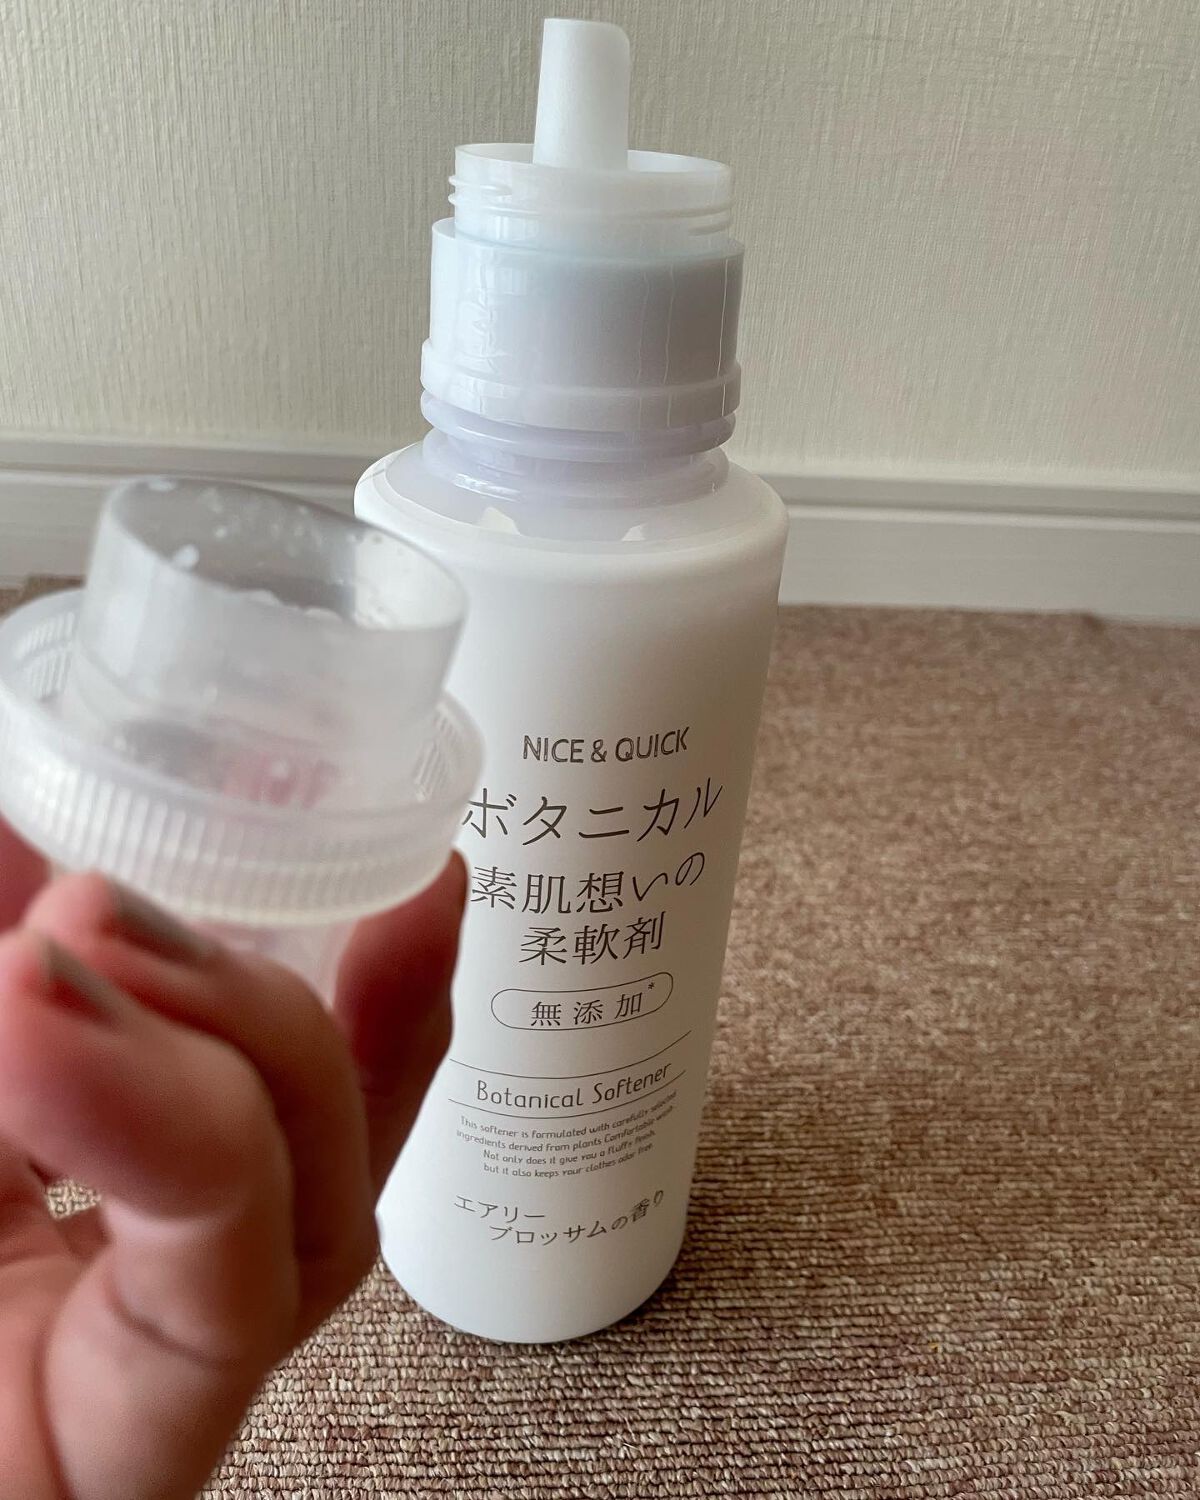 NICE & QUICK
ボタニカル
素肌想いの
柔軟剤
無添加*
Botanical Softener
This softener is formulated with carefully selected
ingredients derived from plants Comfortable wash.
Not only does it give you a fluffy finish,
but it also keeps your clothes odor free.
エアリー
ブロッサムの香り